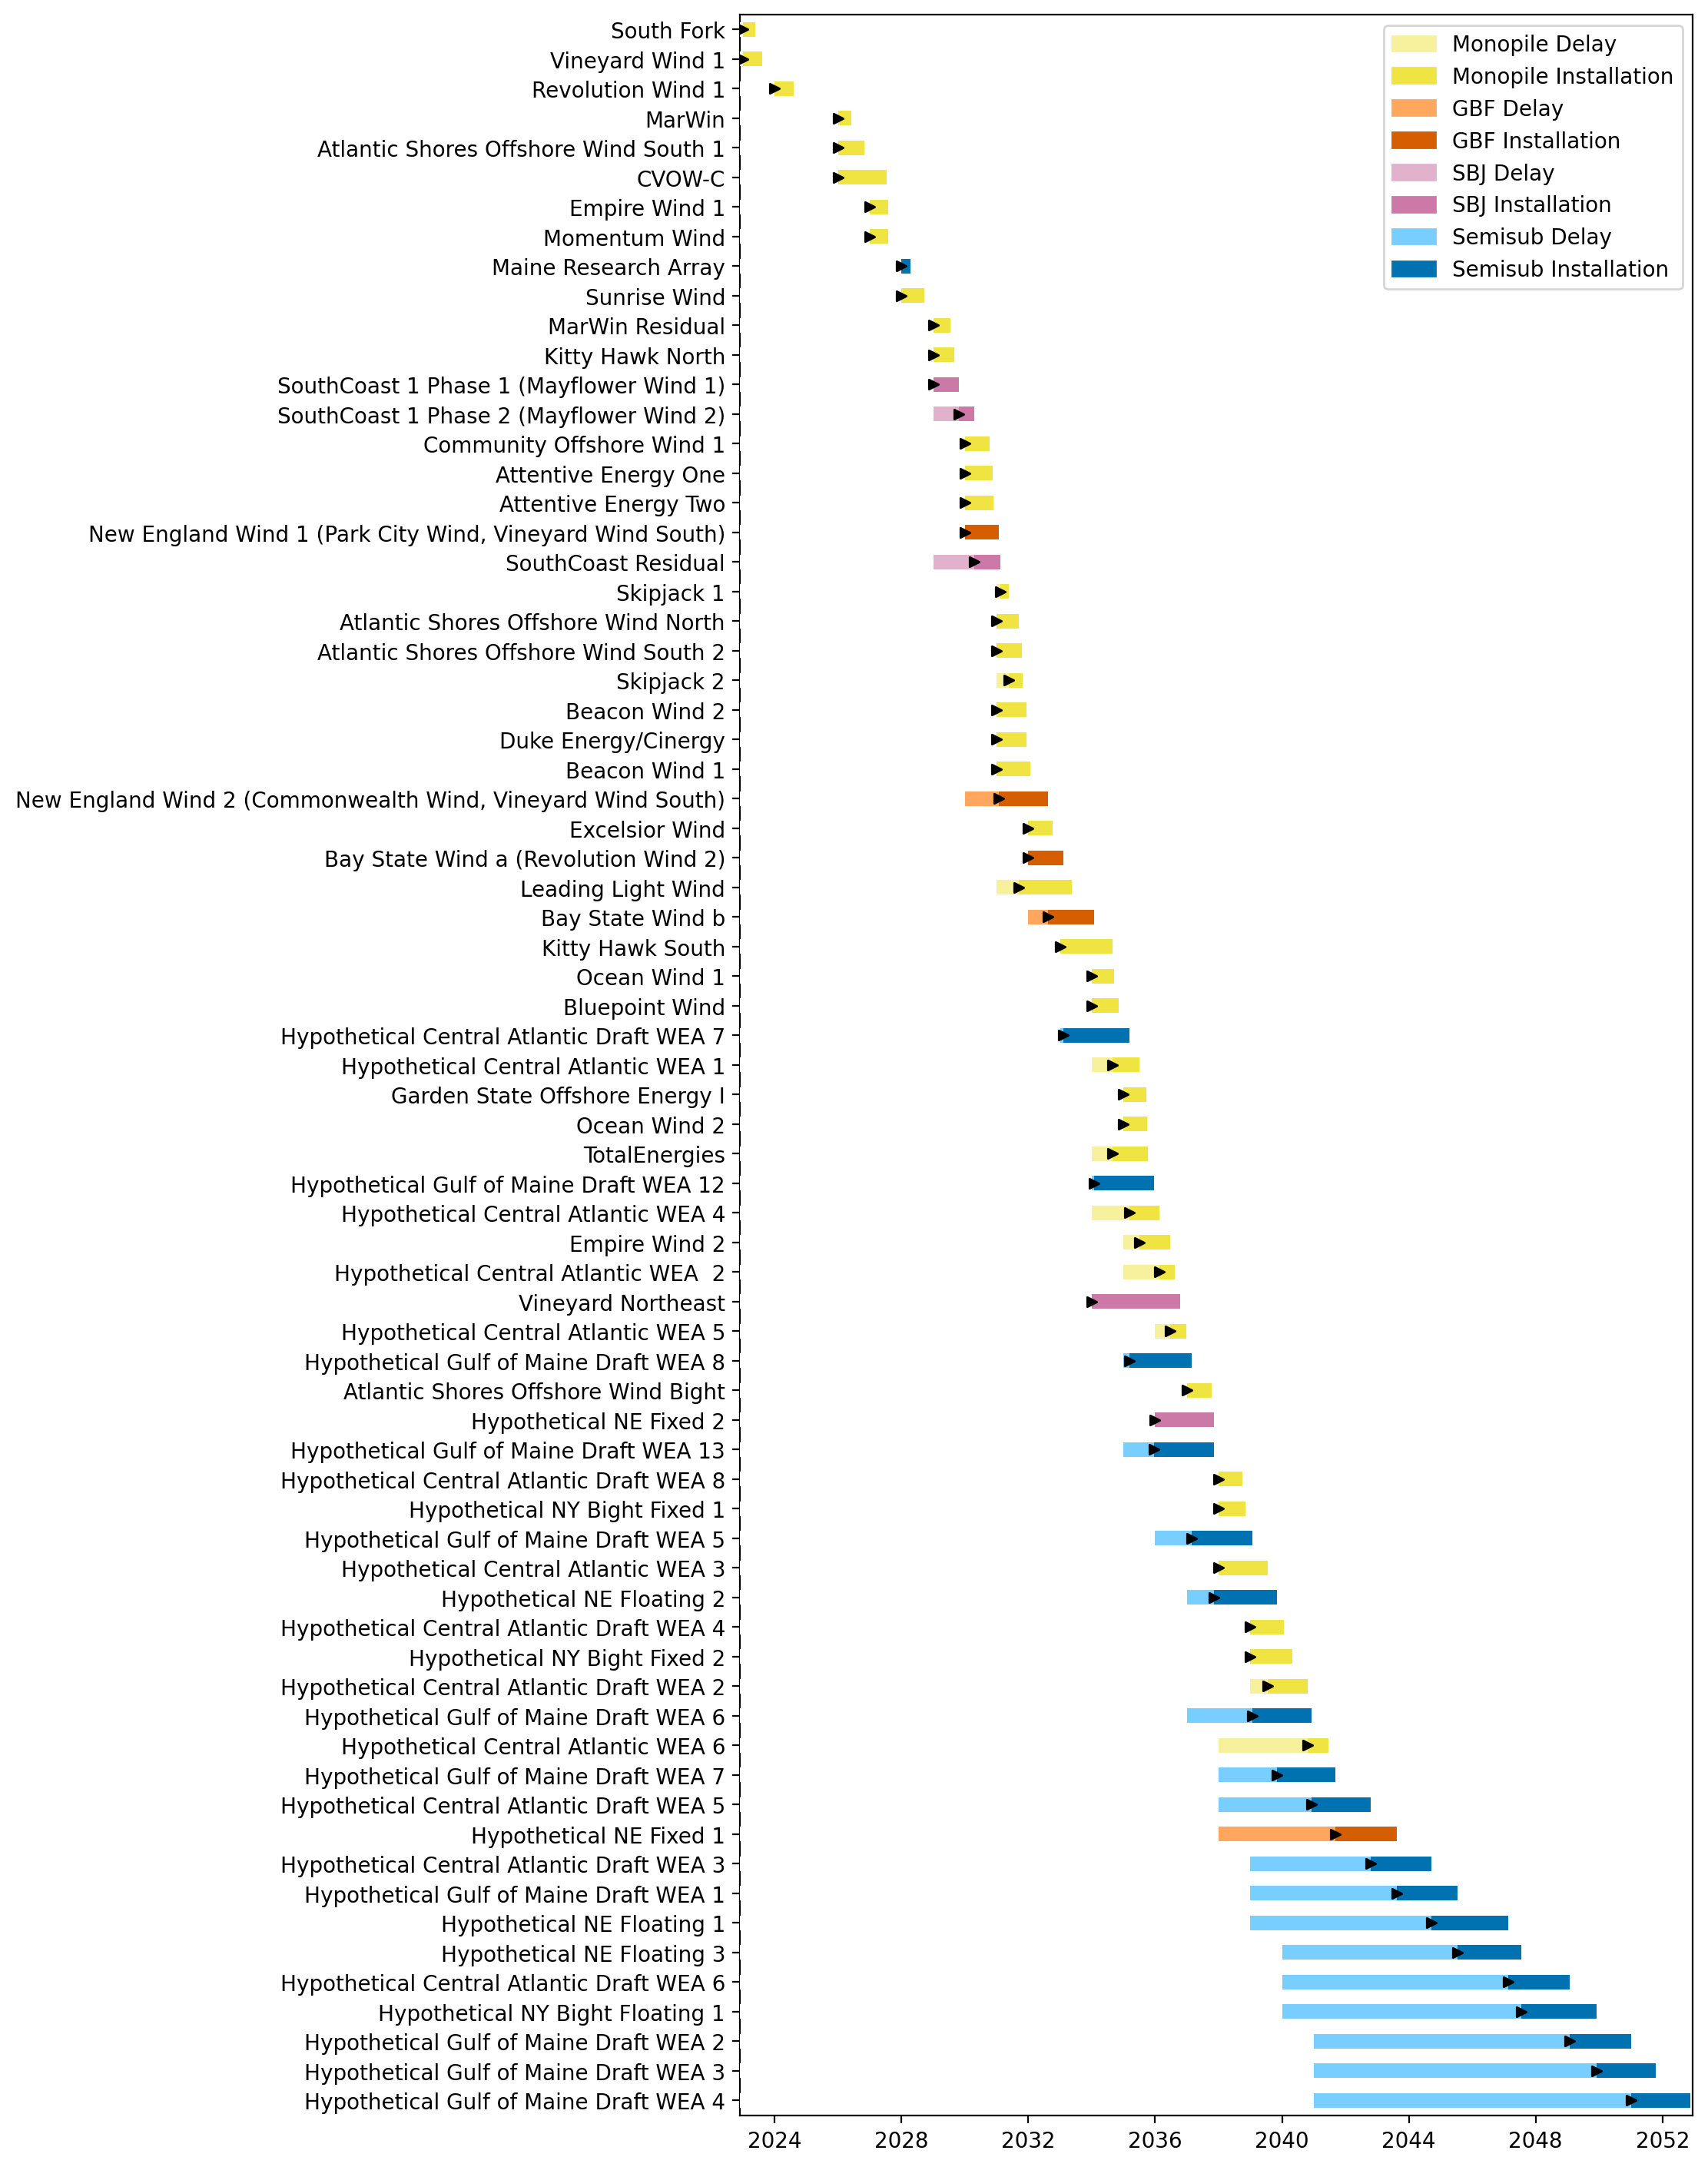 South Fork
Vineyard Wind 1
Revolution Wind 1
MarWin
Atlantic Shores Offshore Wind South 1
CVOW-C
Empire Wind 1
Momentum Wind
Maine Research Array
Sunrise Wind
MarWin Residual
Kitty Hawk North
SouthCoast 1 Phase 1 (Mayflower Wind 1)
SouthCoast 1 Phase 2 (Mayflower Wind 2)
Community Offshore Wind 1
Attentive Energy One
Attentive Energy Two
New England Wind 1 (Park City Wind, Vineyard Wind South)
SouthCoast Residual
Skipjack 1
Atlantic Shores Offshore Wind North
Atlantic Shores Offshore Wind South 2
Skipjack 2
Beacon Wind 2
Duke Energy/Cinergy
Beacon Wind 1
New England Wind 2 (Commonwealth Wind, Vineyard Wind South)
Excelsior Wind
Bay State Wind a (Revolution Wind 2)
Leading Light Wind
Bay State Wind b
Kitty Hawk South
Ocean Wind 1
Bluepoint Wind
Hypothetical Central Atlantic Draft WEA 7
Hypothetical Central Atlantic WEA 1
Garden State Offshore Energy I
Ocean Wind 2
TotalEnergies
Hypothetical Gulf of Maine Draft WEA 12
Hypothetical Central Atlantic WEA 4
Empire Wind 2
Hypothetical Central Atlantic WEA  2
Vineyard Northeast
Hypothetical Central Atlantic WEA 5
Hypothetical Gulf of Maine Draft WEA 8
Atlantic Shores Offshore Wind Bight
Hypothetical NE Fixed 2
Hypothetical Gulf of Maine Draft WEA 13
Hypothetical Central Atlantic Draft WEA 8
Hypothetical NY Bight Fixed 1
Hypothetical Gulf of Maine Draft WEA 5
Hypothetical Central Atlantic WEA 3
Hypothetical NE Floating 2
Hypothetical Central Atlantic Draft WEA 4
Hypothetical NY Bight Fixed 2
Hypothetical Central Atlantic Draft WEA 2
Hypothetical Gulf of Maine Draft WEA 6
Hypothetical Central Atlantic WEA 6
Hypothetical Gulf of Maine Draft WEA 7
Hypothetical Central Atlantic Draft WEA 5
Hypothetical NE Fixed 1
Hypothetical Central Atlantic Draft WEA 3
Hypothetical Gulf of Maine Draft WEA 1
Hypothetical NE Floating 1
Hypothetical NE Floating 3
Hypothetical Central Atlantic Draft WEA 6
Hypothetical NY Bight Floating 1
Hypothetical Gulf of Maine Draft WEA 2
Hypothetical Gulf of Maine Draft WEA 3
Hypothetical Gulf of Maine Draft WEA 4
Monopile Delay
Monopile Installation
GBF Delay
GBF Installation
SBJ Delay
SBJ Installation
Semisub Delay
Semisub Installation
2024 2028 2032 2036 2040 2044 2048 2052